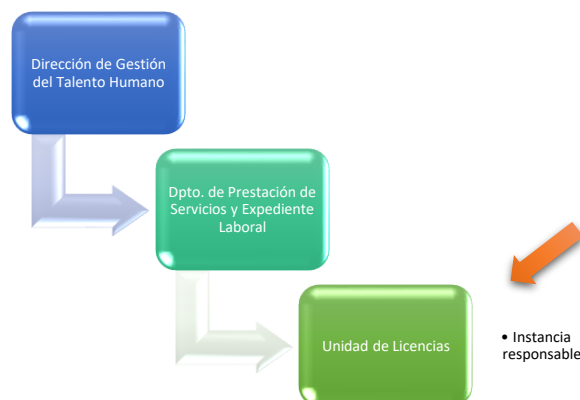 Dirección de Gestión
del Talento Humano
Dpto. de Prestación de
Servicios y Expediente
Laboral
Unidad de Licencias
• Instancia
responsable